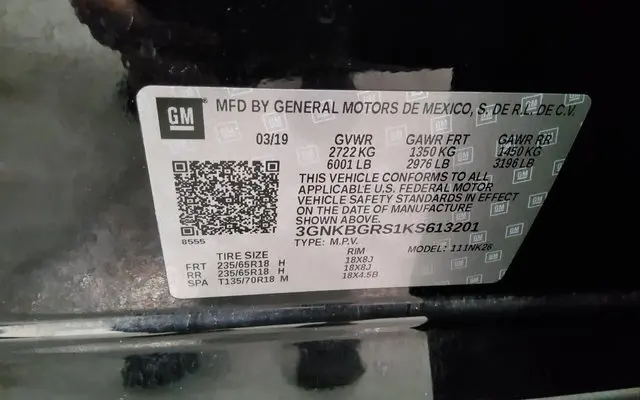 GM MFD BY GENERAL MOTORS DE MEXICO, S. DE R.L. DE C.V.
03/19 GVWR GAWR FRT GAWR RR
2722 KG 1350 KG 1450 KG
6001 LB 2976 LB 3196 LB
THIS VEHICLE CONFORMS TO ALL
APPLICABLE U.S. FEDERAL MOTOR
VEHICLE SAFETY STANDARDS IN EFFECT
ON THE DATE OF MANUFACTURE
SHOWN ABOVE.
3GNKBGRS1KS613201
8555 TYPE: M.P.V. MODEL: 111NK26
TIRE SIZE RIM
FRT 235/65R18 H 18X8J
RR 235/65R18 H 18X8J
SPA T135/70R18 M 18X4.5B